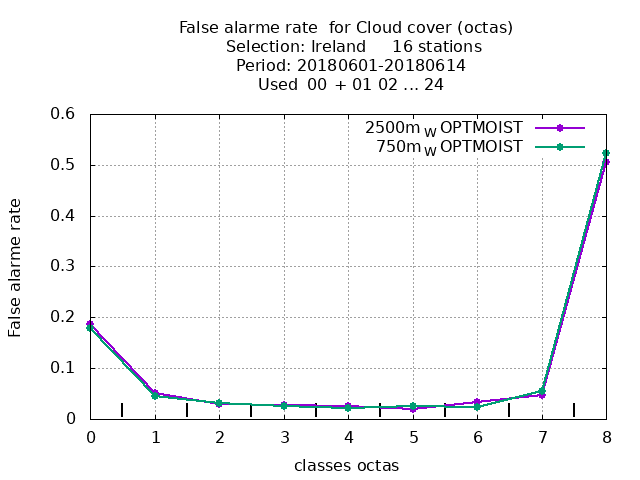 False alarme rate  for Cloud cover (octas)
Selection: Ireland     16 stations
Period: 20180601-20180614
Used  00  + 01 02 ... 24
2500m W OPTMOIST
750m W OPTMOIST
False alarme rate
0.6
0.5
0.4
0.3
0.2
0.1
0
0 1 2 3 4 5 6 7 8
classes octas